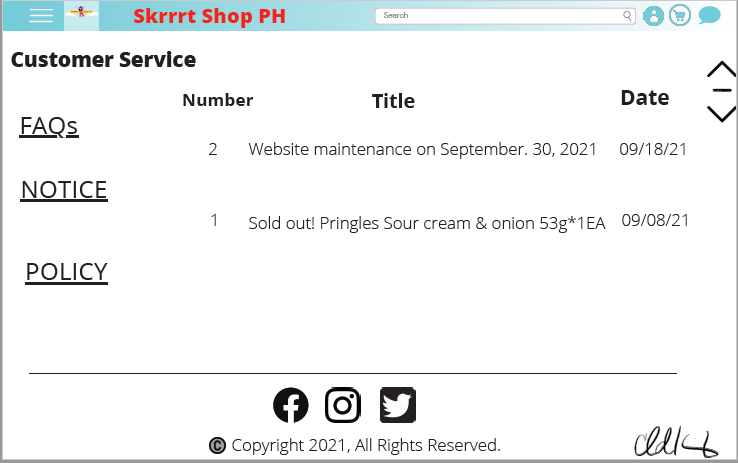 Skrrrt Shop PH
Search
Customer Service
Number Title Date
FAQs
2 Website maintenance on September. 30, 2021 09/18/21
NOTICE
1 Sold out! Pringles Sour cream & onion 53g*1EA 09/08/21
POLICY
© Copyright 2021, All Rights Reserved.